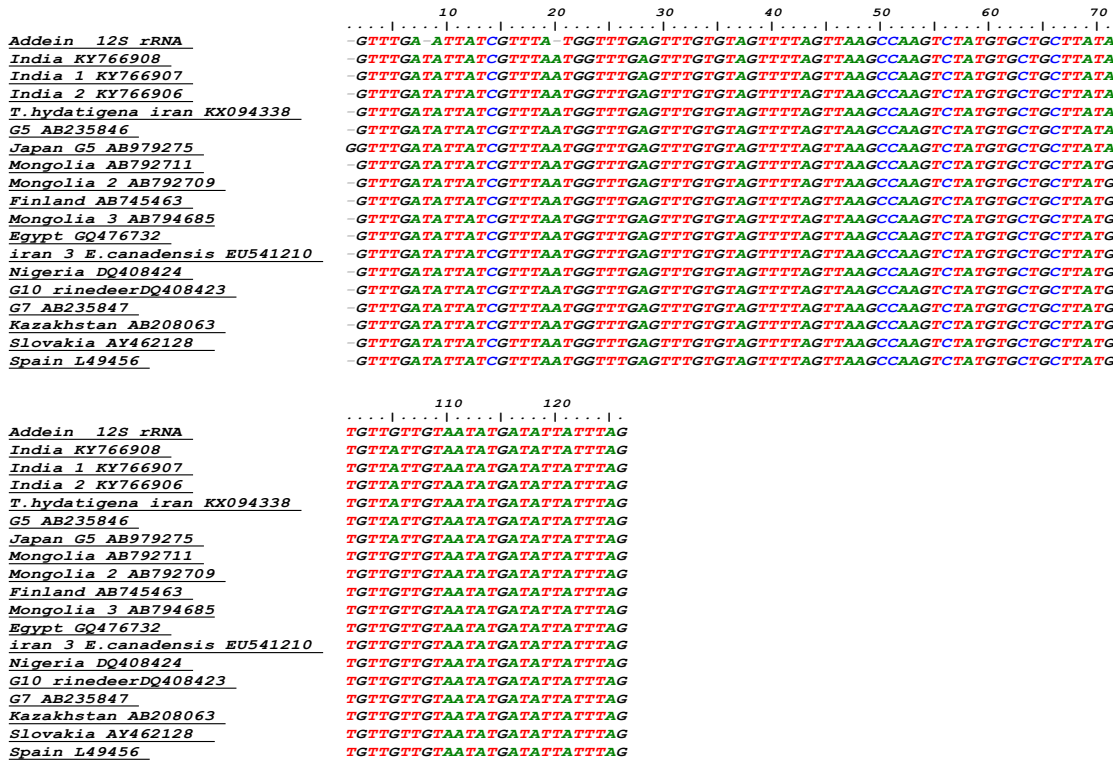 10 20 30 40 50 60 70
Addein 12S rRNA -GTTTGA-ATTATCGTTTA-TGGTTTGAGTTTGTGTAGTTTTAGTTAAGCCAAGTCTATGTGCTGCTTATA
India KY766908 -GTTTGATATTATCGTTTAATGGTTTGAGTTTGTGTAGTTTTAGTTAAGCCAAGTCTATGTGCTGCTTATA
India 1 KY766907 -GTTTGATATTATCGTTTAATGGTTTGAGTTTGTGTAGTTTTAGTTAAGCCAAGTCTATGTGCTGCTTATA
India 2 KY766906 -GTTTGATATTATCGTTTAATGGTTTGAGTTTGTGTAGTTTTAGTTAAGCCAAGTCTATGTGCTGCTTATA
T.hydatigena iran KX094338 -GTTTGATATTATCGTTTAATGGTTTGAGTTTGTGTAGTTTTAGTTAAGCCAAGTCTATGTGCTGCTTATA
G5 AB235846 -GTTTGATATTATCGTTTAATGGTTTGAGTTTGTGTAGTTTTAGTTAAGCCAAGTCTATGTGCTGCTTATA
Japan G5 AB979275 GGTTTGATATTATCGTTTAATGGTTTGAGTTTGTGTAGTTTTAGTTAAGCCAAGTCTATGTGCTGCTTATA
Mongolia AB792711 -GTTTGATATTATCGTTTAATGGTTTGAGTTTGTGTAGTTTTAGTTAAGCCAAGTCTATGTGCTGCTTATG
Mongolia 2 AB792709 -GTTTGATATTATCGTTTAATGGTTTGAGTTTGTGTAGTTTTAGTTAAGCCAAGTCTATGTGCTGCTTATG
Finland AB745463 -GTTTGATATTATCGTTTAATGGTTTGAGTTTGTGTAGTTTTAGTTAAGCCAAGTCTATGTGCTGCTTATG
Mongolia 3 AB794685 -GTTTGATATTATCGTTTAATGGTTTGAGTTTGTGTAGTTTTAGTTAAGCCAAGTCTATGTGCTGCTTATG
Egypt GQ476732 -GTTTGATATTATCGTTTAATGGTTTGAGTTTGTGTAGTTTTAGTTAAGCCAAGTCTATGTGCTGCTTATG
iran 3 E.canadensis EU541210 -GTTTGATATTATCGTTTAATGGTTTGAGTTTGTGTAGTTTTAGTTAAGCCAAGTCTATGTGCTGCTTATG
Nigeria DQ408424 -GTTTGATATTATCGTTTAATGGTTTGAGTTTGTGTAGTTTTAGTTAAGCCAAGTCTATGTGCTGCTTATG
G10 rinedeerDQ408423 -GTTTGATATTATCGTTTAATGGTTTGAGTTTGTGTAGTTTTAGTTAAGCCAAGTCTATGTGCTGCTTATG
G7 AB235847 -GTTTGATATTATCGTTTAATGGTTTGAGTTTGTGTAGTTTTAGTTAAGCCAAGTCTATGTGCTGCTTATG
Kazakhstan AB208063 -GTTTGATATTATCGTTTAATGGTTTGAGTTTGTGTAGTTTTAGTTAAGCCAAGTCTATGTGCTGCTTATG
Slovakia AY462128 -GTTTGATATTATCGTTTAATGGTTTGAGTTTGTGTAGTTTTAGTTAAGCCAAGTCTATGTGCTGCTTATG
Spain L49456 -GTTTGATATTATCGTTTAATGGTTTGAGTTTGTGTAGTTTTAGTTAAGCCAAGTCTATGTGCTGCTTATG
110 120
Addein 12S rRNA TGTTGTTGTAATATGATATTATTTAG
India KY766908 TGTTATTGTAATATGATATTATTTAG
India 1 KY766907 TGTTATTGTAATATGATATTATTTAG
India 2 KY766906 TGTTATTGTAATATGATATTATTTAG
T.hydatigena iran KX094338 TGTTATTGTAATATGATATTATTTAG
G5 AB235846 TGTTATTGTAATATGATATTATTTAG
Japan G5 AB979275 TGTTATTGTAATATGATATTATTTAG
Mongolia AB792711 TGTTGTTGTAATATGATATTATTTAG
Mongolia 2 AB792709 TGTTGTTGTAATATGATATTATTTAG
Finland AB745463 TGTTGTTGTAATATGATATTATTTAG
Mongolia 3 AB794685 TGTTGTTGTAATATGATATTATTTAG
Egypt GQ476732 TGTTGTTGTAATATGATATTATTTAG
iran 3 E.canadensis EU541210 TGTTGTTGTAATATGATATTATTTAG
Nigeria DQ408424 TGTTGTTGTAATATGATATTATTTAG
G10 rinedeerDQ408423 TGTTGTTGTAATATGATATTATTTAG
G7 AB235847 TGTTGTTGTAATATGATATTATTTAG
Kazakhstan AB208063 TGTTGTTGTAATATGATATTATTTAG
Slovakia AY462128 TGTTGTTGTAATATGATATTATTTAG
Spain L49456 TGTTGTTGTAATATGATATTATTTAG